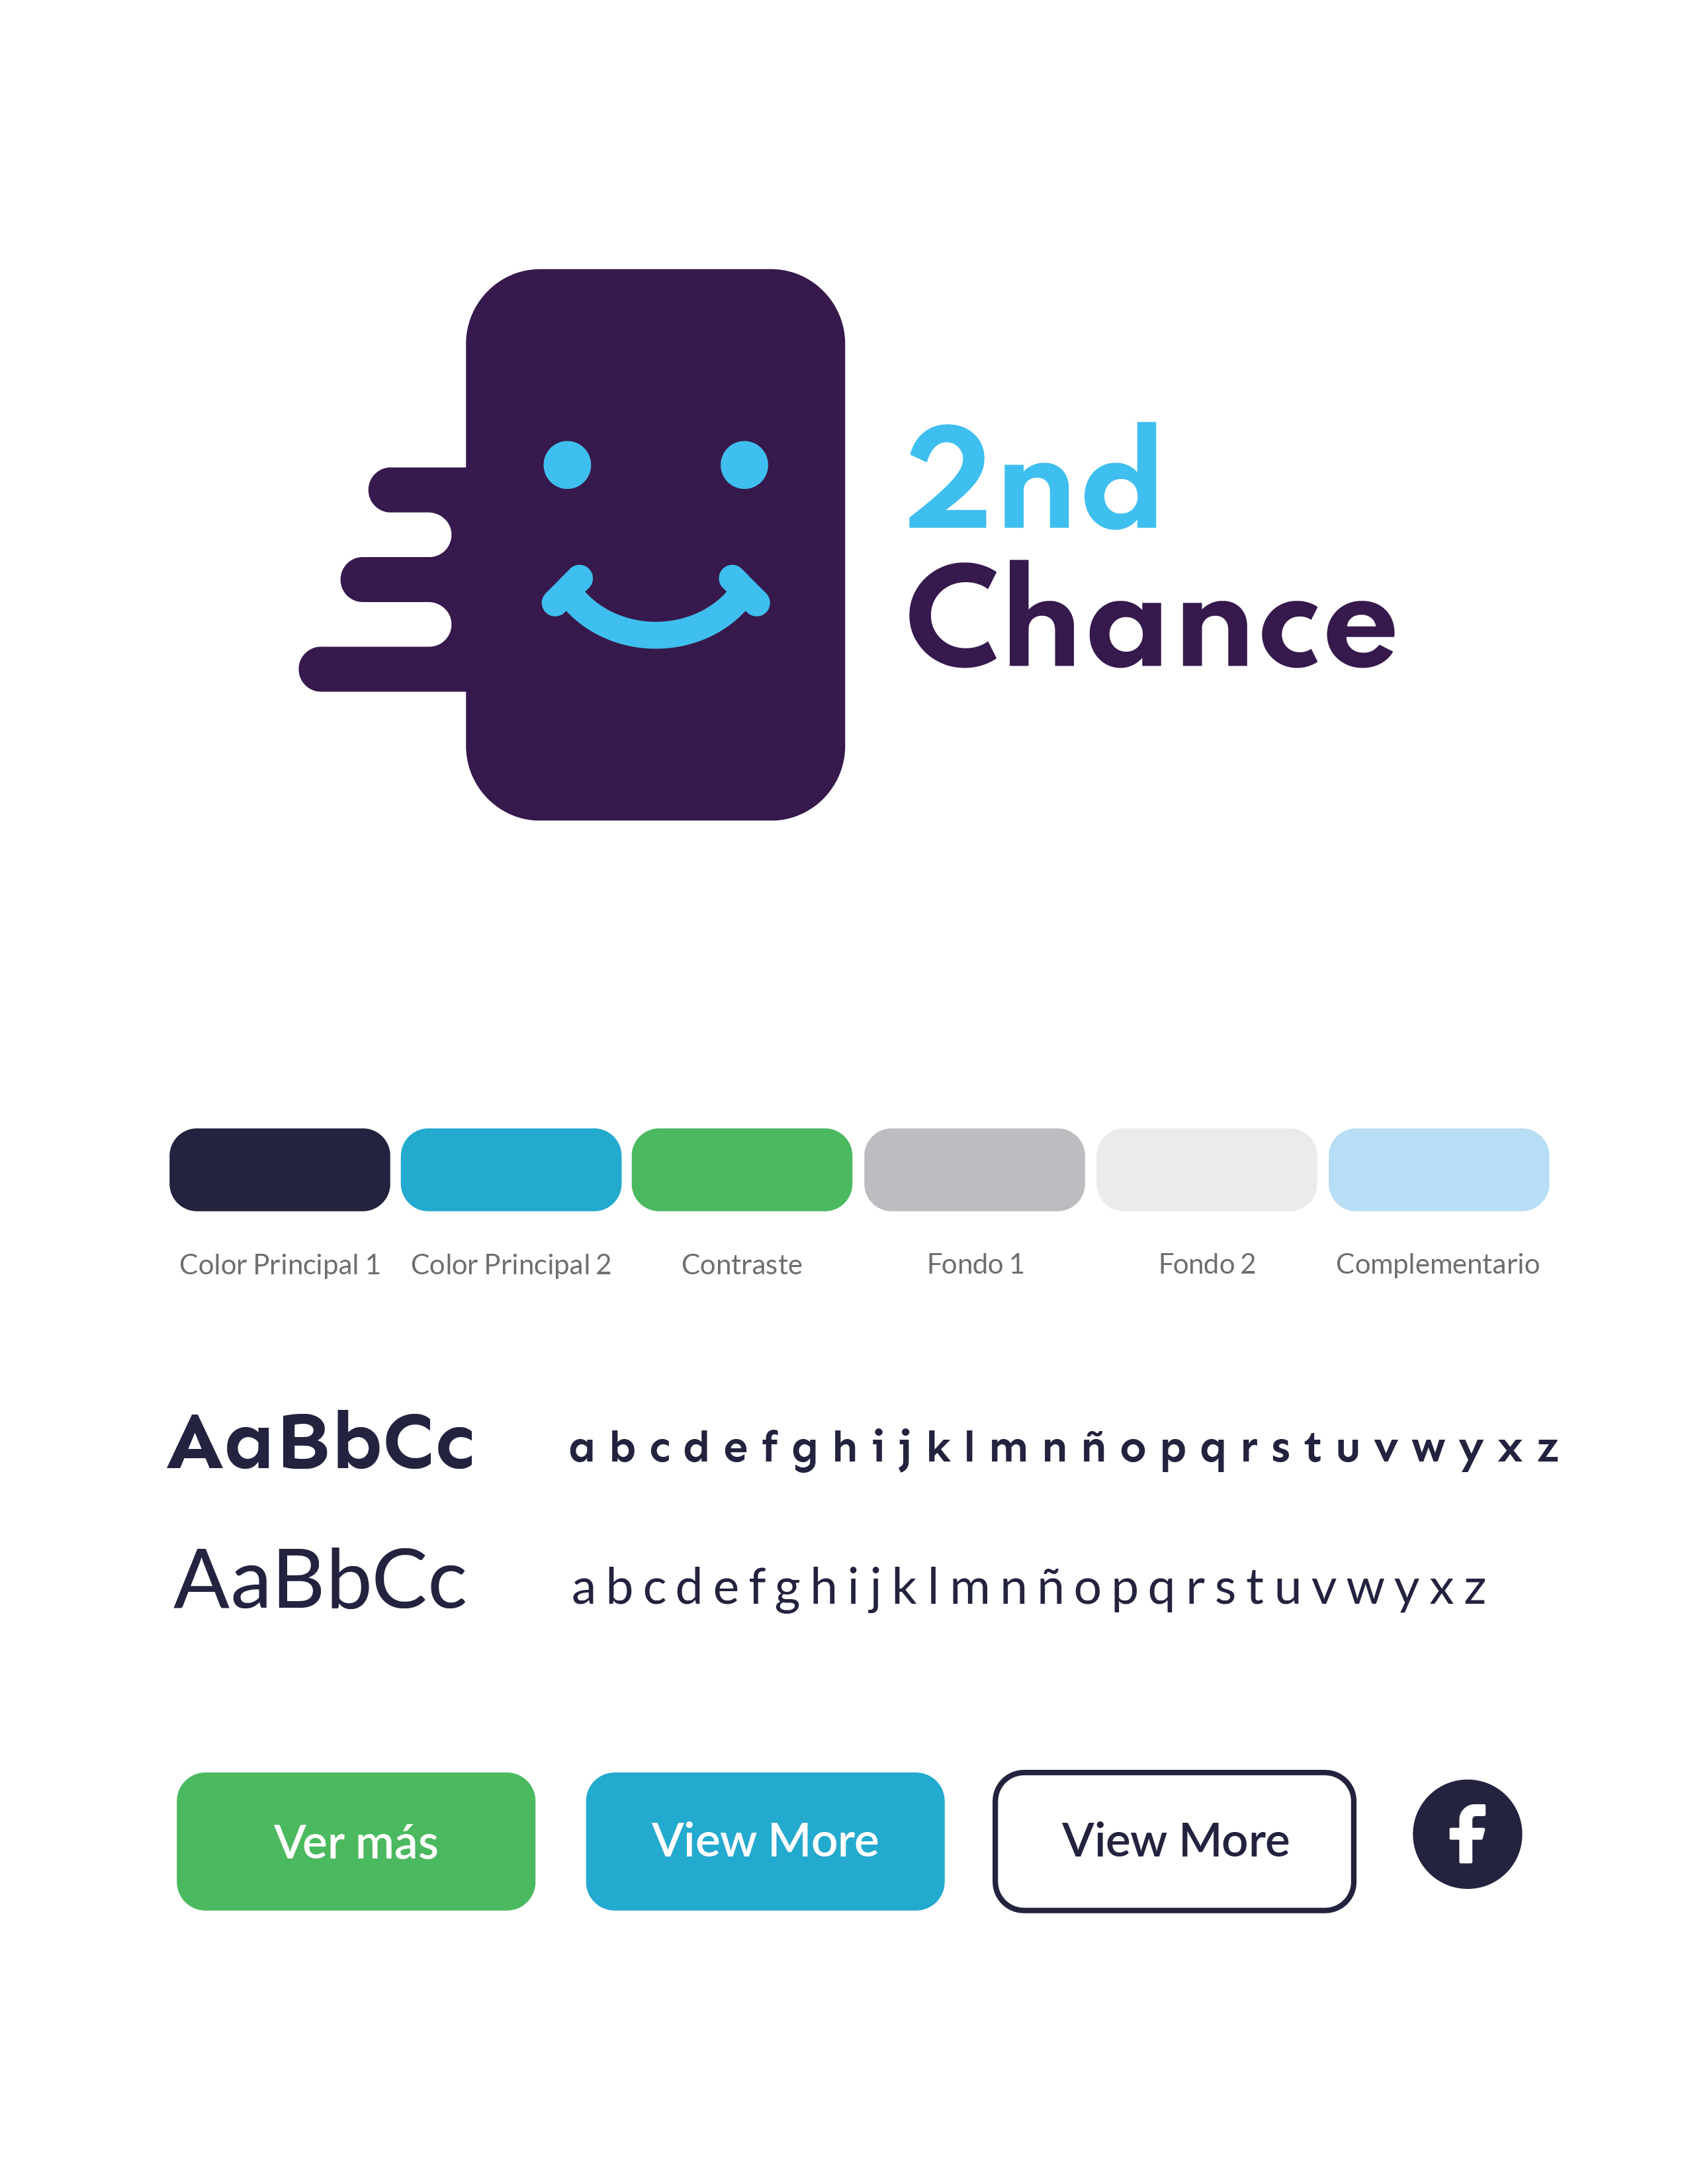 2nd
Chance
Color Principal 1
Color Principal 2
Contraste
Fondo 1
Fondo 2
Complementario
AaBbCc
a b c d e f g h i j k l m n ñ o p q r s t u v w y x z
AaBbCc
a b c d e f g h i j k l m n ñ o p q r s t u v w y x z
Ver más
View More
View More
f